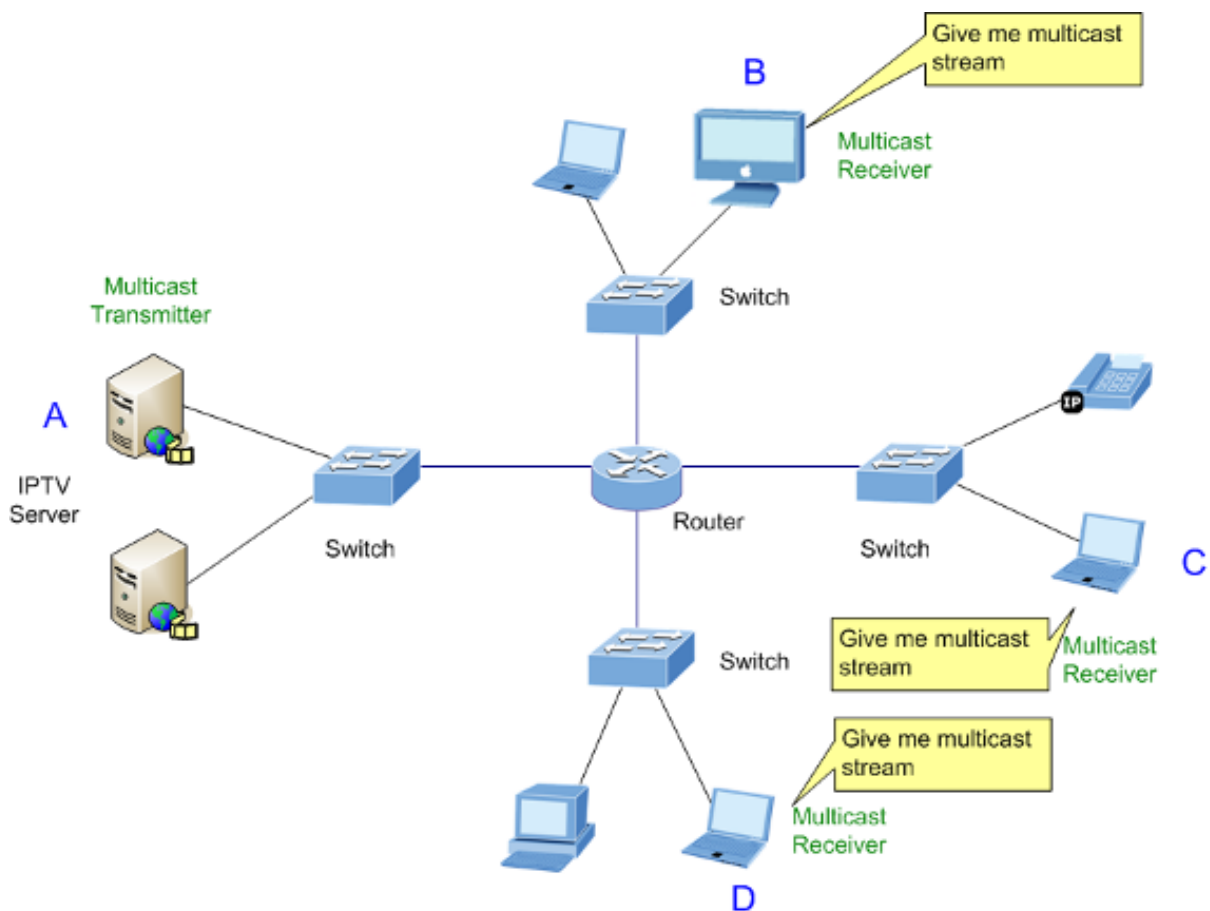 Give me multicast
stream
B
Multicast
Receiver
Switch
Multicast
Transmitter
A
IPTV
Server
Switch
Router
IP
Switch
C
Give me multicast
stream
Multicast
Receiver
Switch
Give me multicast
stream
Multicast
Receiver
D